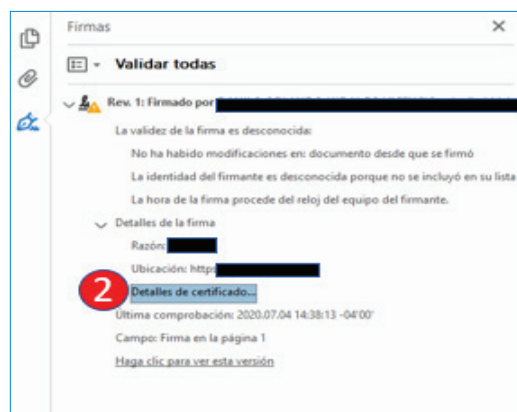 Firmas
Validar todas
Rev. 1: Firmado por
La validez de la firma es desconocida:
No ha habido modificaciones en: documento desde que se firmó
La identidad del firmante es desconocida porque no se incluyó en su lista
La hora de la firma procede del reloj del equipo del firmante.
Detalles de la firma
Razón:
Ubicación: https
2 Detalles de certificado...
Última comprobación: 2020.07.04 14:38:13 -04'00'
Campo: Firma en la página 1
Haga clic para ver esta versión